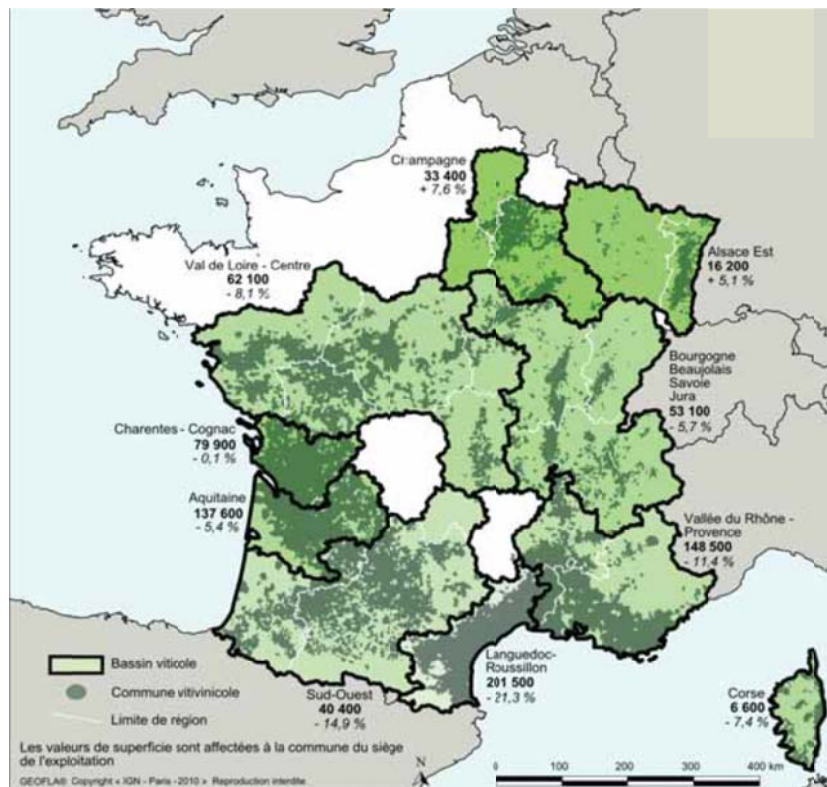 Champagne
33 400
+ 7,6 %
Alsace Est
16 200
+ 5,1 %
Val de Loire - Centre
62 100
- 8,1 %
Bourgogne
Beaujolais
Savoie
Jura
53 100
- 5,7 %
Charentes - Cognac
79 900
- 0,1 %
Aquitaine
137 600
- 5,4 %
Vallée du Rhône -
Provence
148 500
- 11,4 %
Languedoc-
Roussillon
201 500
- 21,3 %
Sud-Ouest
40 400
- 14,9 %
Corse
6 600
- 7,4 %
Bassin viticole
Commune vitivinicole
Limite de région
Les valeurs de superficie sont affectées à la commune du siège
de l'exploitation
GEOFLA® Copyright « IGN - Paris - 2010 » Reproduction interdite.
N
0 100 200 300 400 km